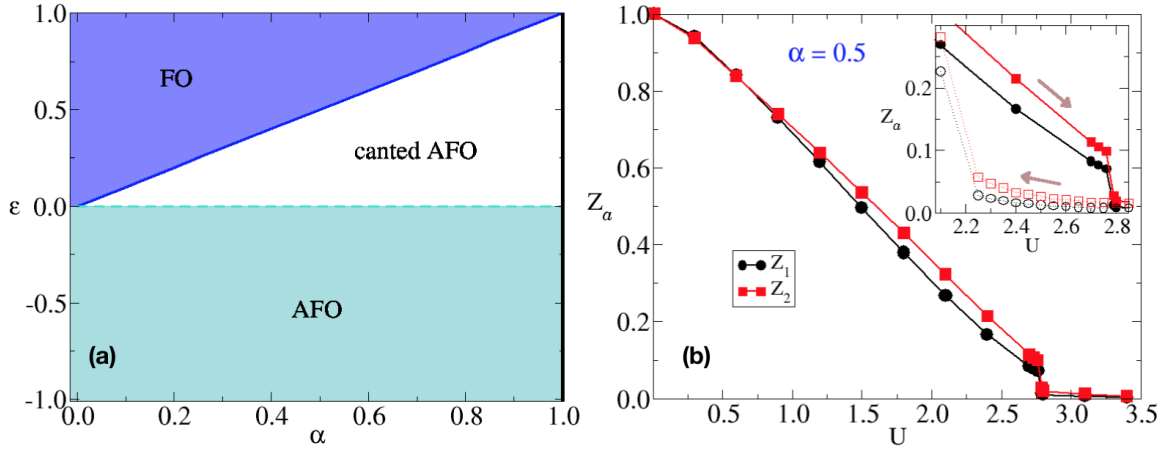 1.0
0.5
0.0
-0.5
-1.0
ε
FO
canted AFO
AFO
(a)
0.0 0.2 0.4 0.6 0.8 1.0
α
1.0
0.8
0.6
0.4
0.2
0.0
Z_a
α = 0.5
Z_1
Z_2
(b)
0.5 1.0 1.5 2.0 2.5 3.0 3.5
U
0.2
0.1
0.0
Z_a
2.2 2.4 2.6 2.8
U